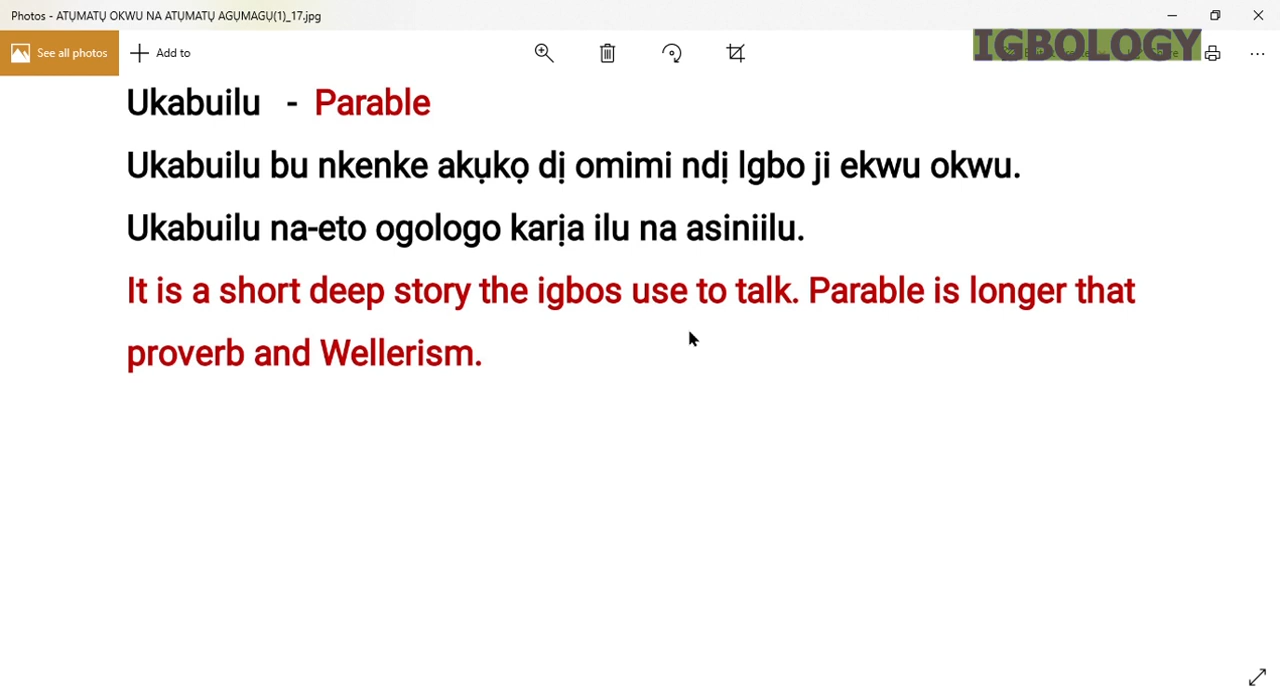 Photos - ATỤMATỤ OKWU NA ATỤMATỤ AGỤMAGỤ(1)_17.jpg
See all photos
Add to
IGBOLOGY
Ukabuilu - Parable
Ukabuilu bu nkenke akụkọ dị omimi ndị Igbo ji ekwu okwu.
Ukabuilu na-eto ogologo karịa ilu na asiniilu.
It is a short deep story the igbos use to talk. Parable is longer that
proverb and Wellerism.